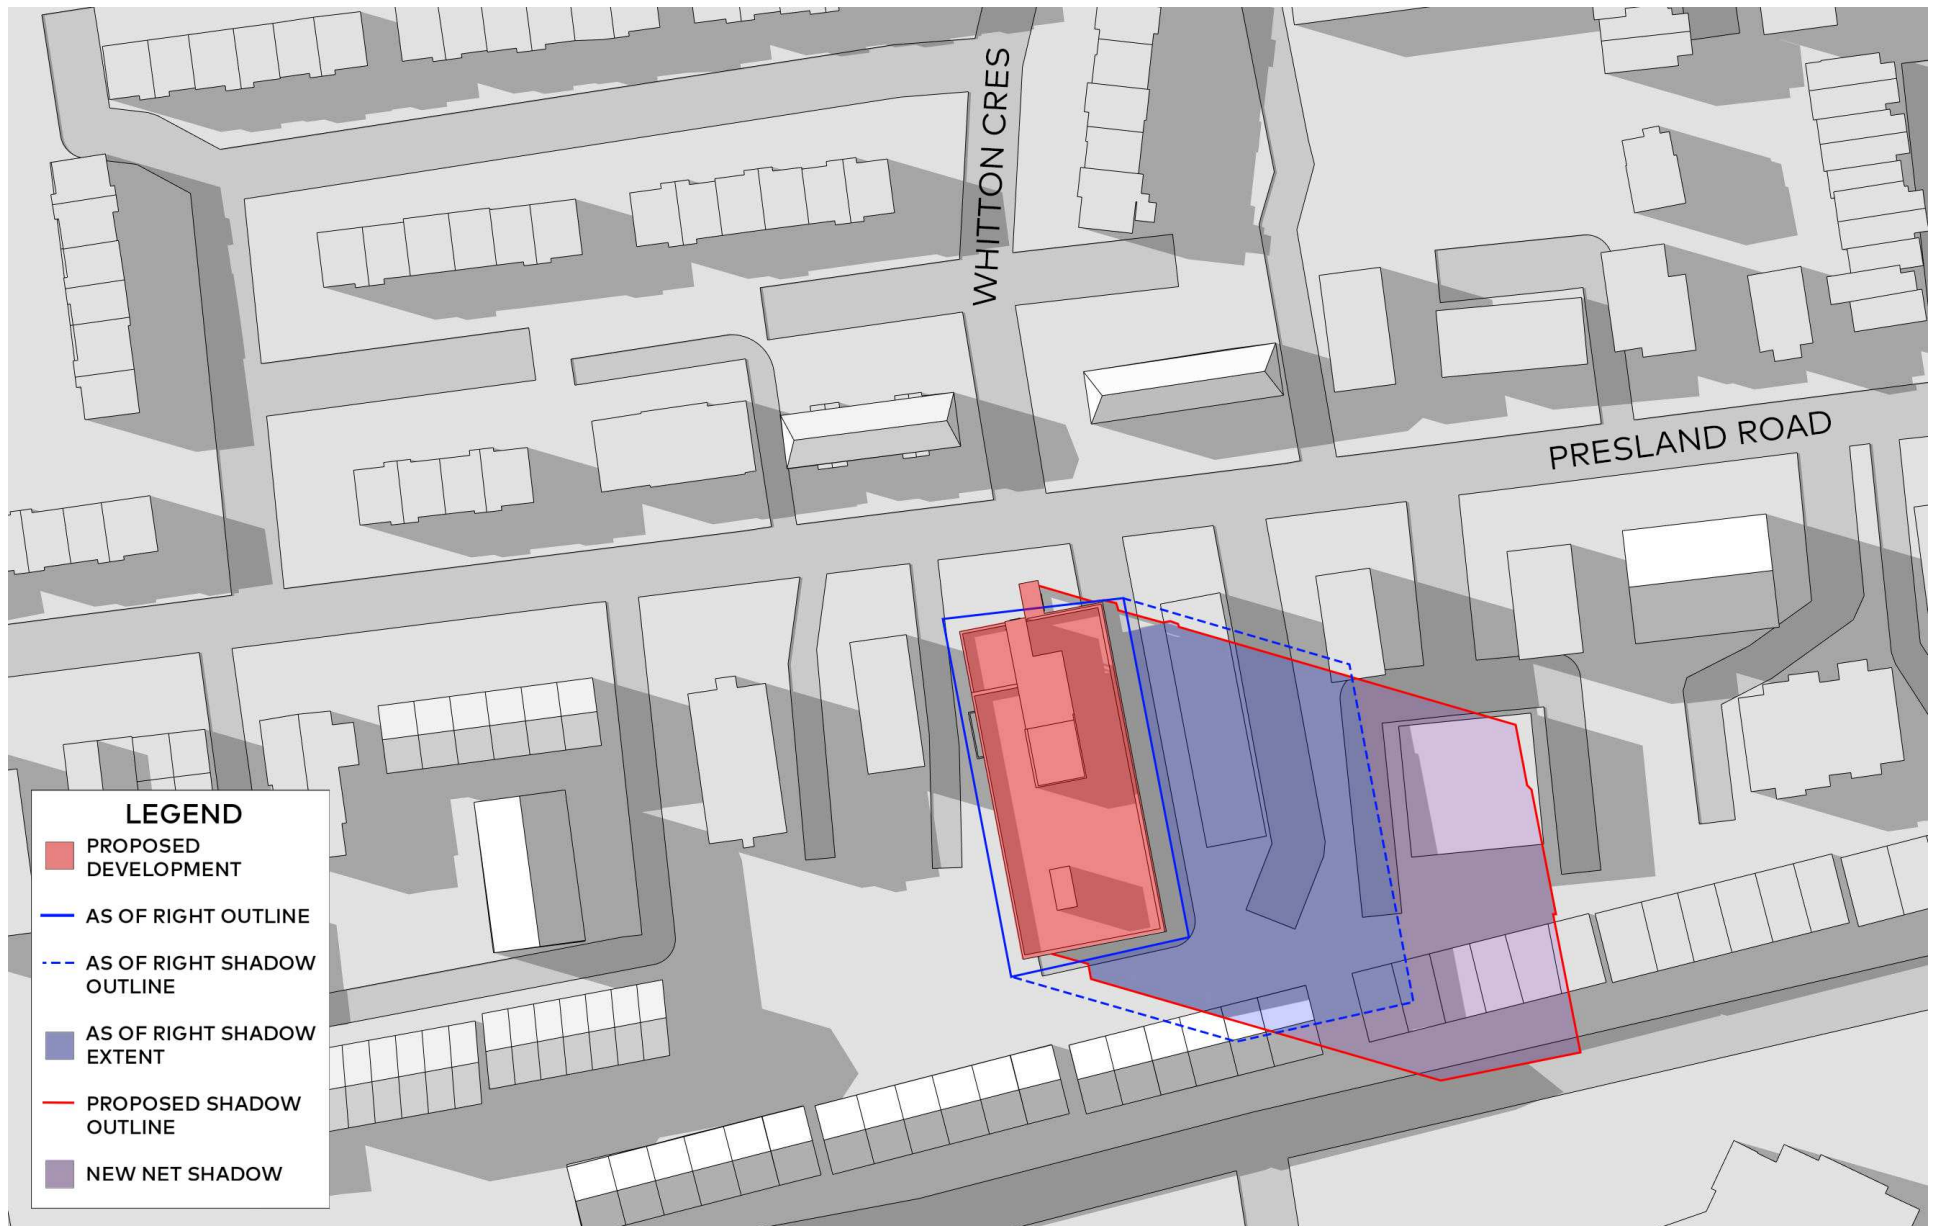 WHITTON CRES
PRESLAND ROAD
LEGEND
PROPOSED
DEVELOPMENT
AS OF RIGHT OUTLINE
AS OF RIGHT SHADOW
OUTLINE
AS OF RIGHT SHADOW
EXTENT
PROPOSED SHADOW
OUTLINE
NEW NET SHADOW